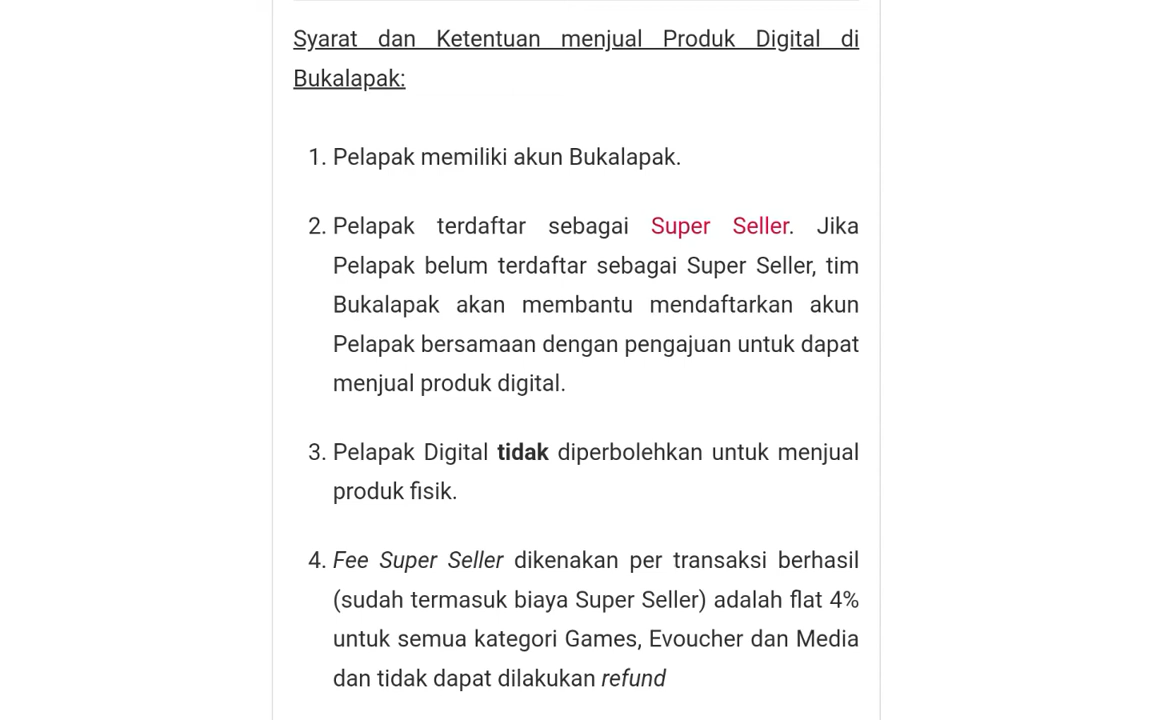 Syarat dan Ketentuan menjual Produk Digital di
Bukalapak:
1. Pelapak memiliki akun Bukalapak.
2. Pelapak terdaftar sebagai Super Seller. Jika
Pelapak belum terdaftar sebagai Super Seller, tim
Bukalapak akan membantu mendaftarkan akun
Pelapak bersamaan dengan pengajuan untuk dapat
menjual produk digital.
3. Pelapak Digital tidak diperbolehkan untuk menjual
produk fisik.
4. Fee Super Seller dikenakan per transaksi berhasil
(sudah termasuk biaya Super Seller) adalah flat 4%
untuk semua kategori Games, Evoucher dan Media
dan tidak dapat dilakukan refund